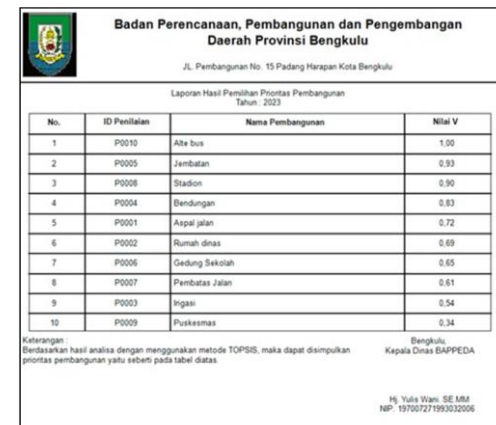 Badan Perencanaan, Pembangunan dan Pengembangan
Daerah Provinsi Bengkulu
JL. Pembangunan No. 15 Padang Harapan Kota Bengkulu
Laporan Hasil Pemilihan Prioritas Pembangunan
Tahun : 2023
No. ID Penilaian Nama Pembangunan Nilai V
1 P0010 Alte bus 1,00
2 P0005 Jembatan 0,93
3 P0008 Stadion 0,90
4 P0004 Bendungan 0,83
5 P0001 Aspal jalan 0,72
6 P0002 Rumah dinas 0,69
7 P0006 Gedung Sekolah 0,65
8 P0007 Pembatas Jalan 0,61
9 P0003 Irigasi 0,54
10 P0009 Puskesmas 0,34
Keterangan :
Berdasarkan hasil analisa dengan menggunakan metode TOPSIS, maka dapat disimpulkan
prioritas pembangunan yaitu seberti pada tabel diatas.
Bengkulu,
Kepala Dinas BAPPEDA
Hj. Yulis Wani. SE.MM
NIP. 197007271993032006